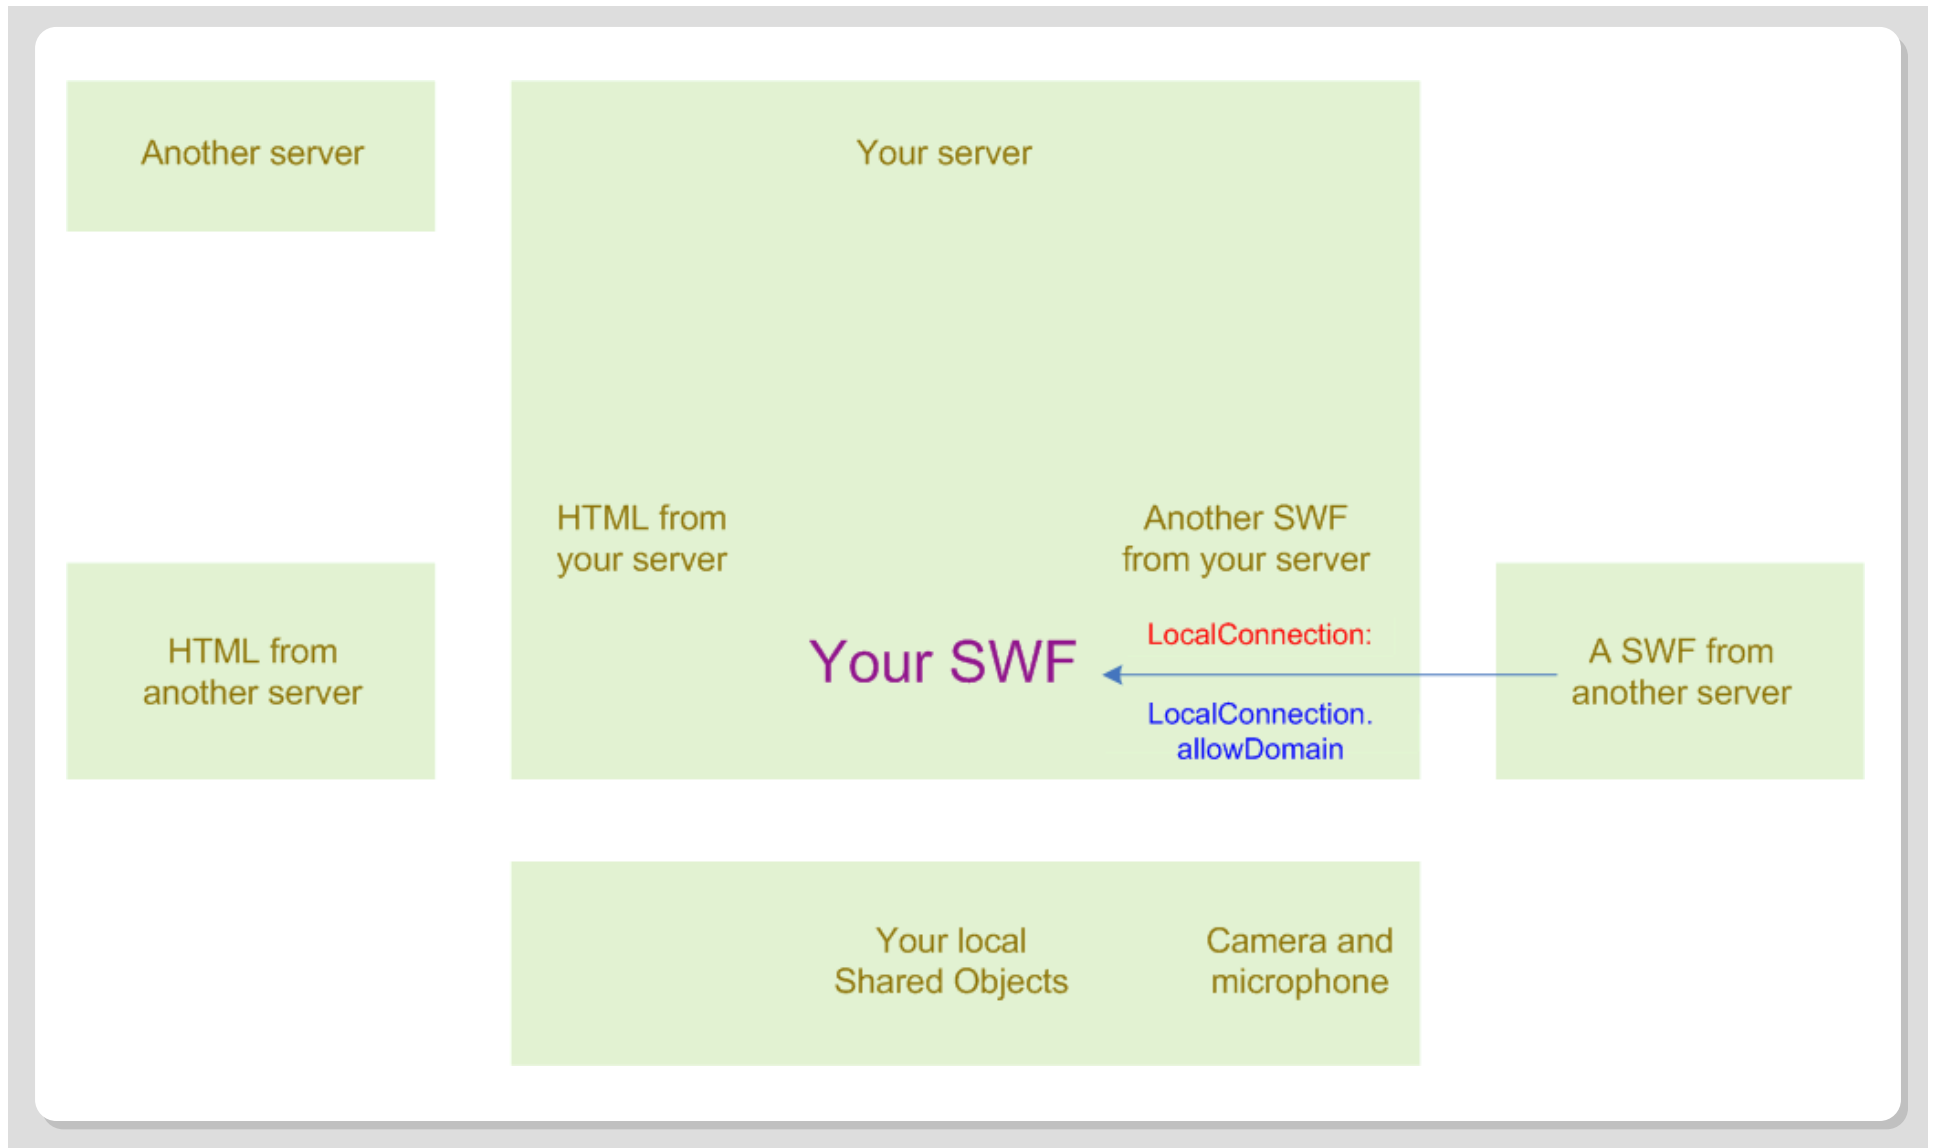 Another server
Your server
HTML from
your server
Another SWF
from your server
HTML from
another server
Your SWF
LocalConnection:
LocalConnection.
allowDomain
A SWF from
another server
Your local
Shared Objects
Camera and
microphone